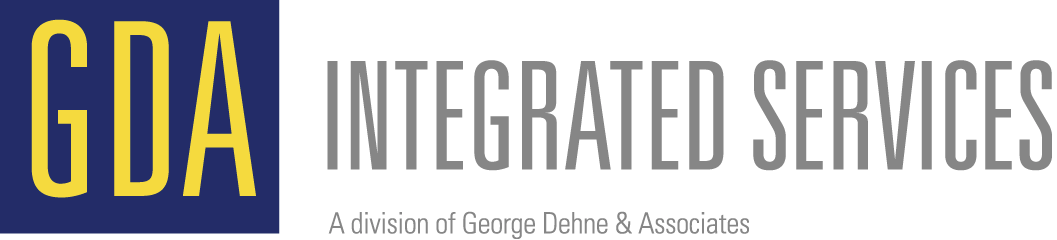 GDA
INTEGRATED SERVICES
A division of George Dehne & Associates